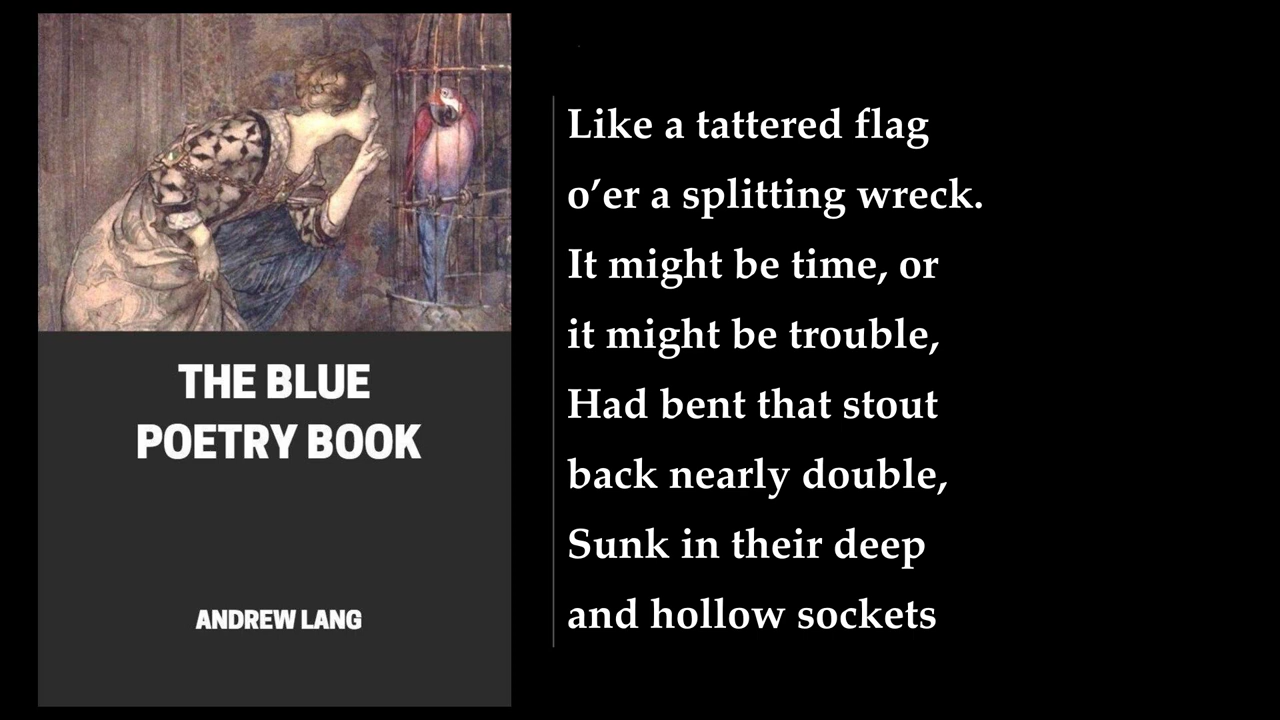 THE BLUE
POETRY BOOK
ANDREW LANG
Like a tattered flag
o’er a splitting wreck.
It might be time, or
it might be trouble,
Had bent that stout
back nearly double,
Sunk in their deep
and hollow sockets